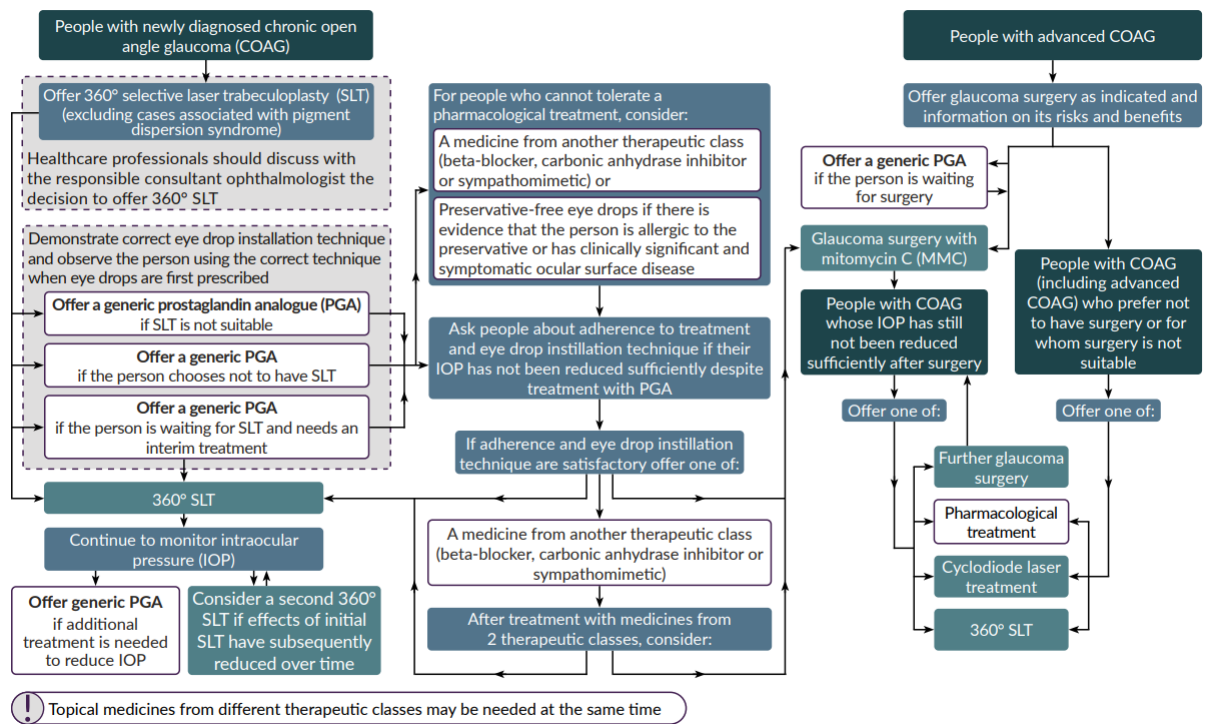 People with newly diagnosed chronic open
angle glaucoma (COAG)
Offer 360° selective laser trabeculoplasty (SLT)
(excluding cases associated with pigment
dispersion syndrome)
Healthcare professionals should discuss with
the responsible consultant ophthalmologist the
decision to offer 360° SLT
Demonstrate correct eye drop installation technique
and observe the person using the correct technique
when eye drops are first prescribed
Offer a generic prostaglandin analogue (PGA)
if SLT is not suitable
Offer a generic PGA
if the person chooses not to have SLT
Offer a generic PGA
if the person is waiting for SLT and needs an
interim treatment
360° SLT
Continue to monitor intraocular
pressure (IOP)
Offer generic PGA
if additional
treatment is needed
to reduce IOP
Consider a second 360°
SLT if effects of initial
SLT have subsequently
reduced over time
For people who cannot tolerate a
pharmacological treatment, consider:
A medicine from another therapeutic class
(beta-blocker, carbonic anhydrase inhibitor
or sympathomimetic) or
Preservative-free eye drops if there is
evidence that the person is allergic to the
preservative or has clinically significant and
symptomatic ocular surface disease
Ask people about adherence to treatment
and eye drop instillation technique if their
IOP has not been reduced sufficiently despite
treatment with PGA
If adherence and eye drop instillation
technique are satisfactory offer one of:
A medicine from another therapeutic class
(beta-blocker, carbonic anhydrase inhibitor or
sympathomimetic)
After treatment with medicines from
2 therapeutic classes, consider:
People with advanced COAG
Offer glaucoma surgery as indicated and
information on its risks and benefits
Offer a generic PGA
if the person is waiting
for surgery
Glaucoma surgery with
mitomycin C (MMC)
People with COAG
whose IOP has still
not been reduced
sufficiently after surgery
Offer one of:
People with COAG
(including advanced
COAG) who prefer not
to have surgery or for
whom surgery is not
suitable
Offer one of:
Further glaucoma
surgery
Pharmacological
treatment
Cyclodiode laser
treatment
360° SLT
! Topical medicines from different therapeutic classes may be needed at the same time